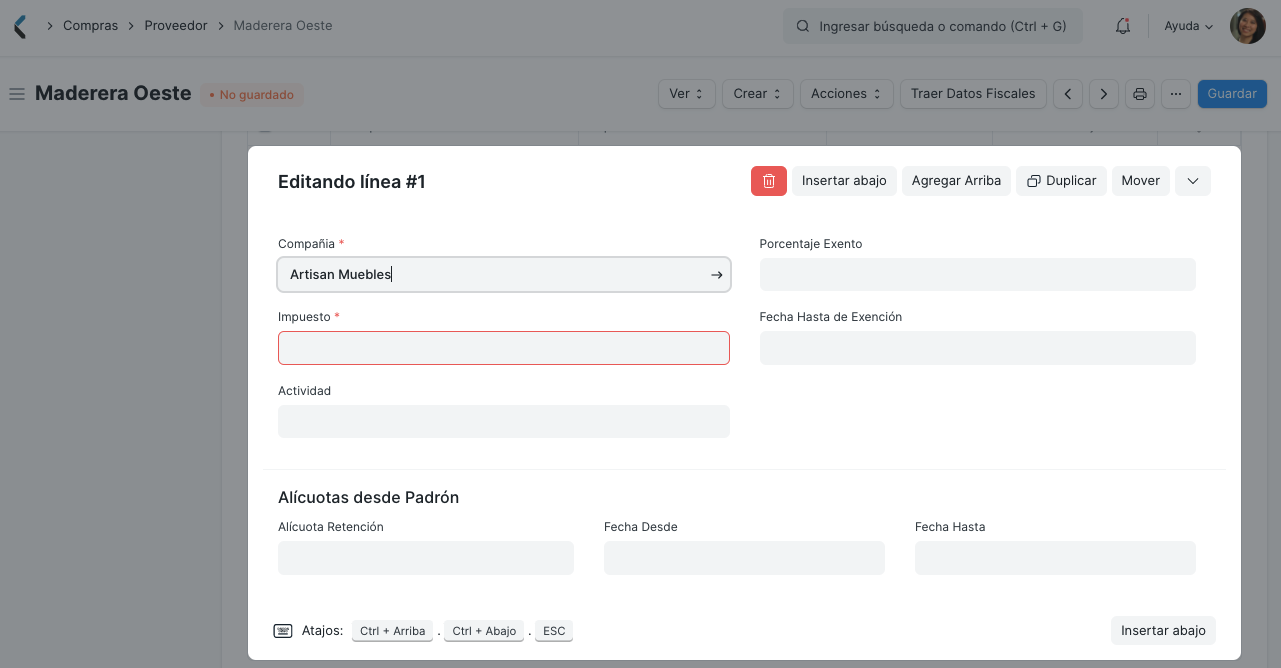 Compras Proveedor Maderera Oeste Ingresar búsqueda o comando (Ctrl + G) Ayuda
Maderera Oeste • No guardado Ver Crear Acciones Traer Datos Fiscales ··· Guardar
Editando línea #1 Insertar abajo Agregar Arriba Duplicar Mover
Compañia * Porcentaje Exento
Artisan Muebles
Impuesto * Fecha Hasta de Exención
Actividad
Alícuotas desde Padrón
Alícuota Retención Fecha Desde Fecha Hasta
Atajos: Ctrl + Arriba . Ctrl + Abajo . ESC Insertar abajo